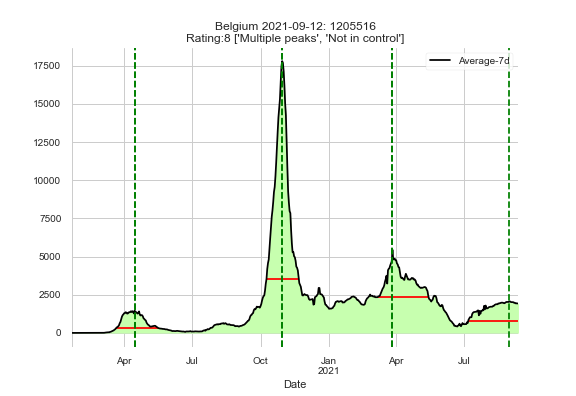 Belgium 2021-09-12: 1205516
Rating:8 ['Multiple peaks', 'Not in control']
Average-7d
17500
15000
12500
10000
7500
5000
2500
0
Apr Jul Oct Jan Apr Jul
2021
Date